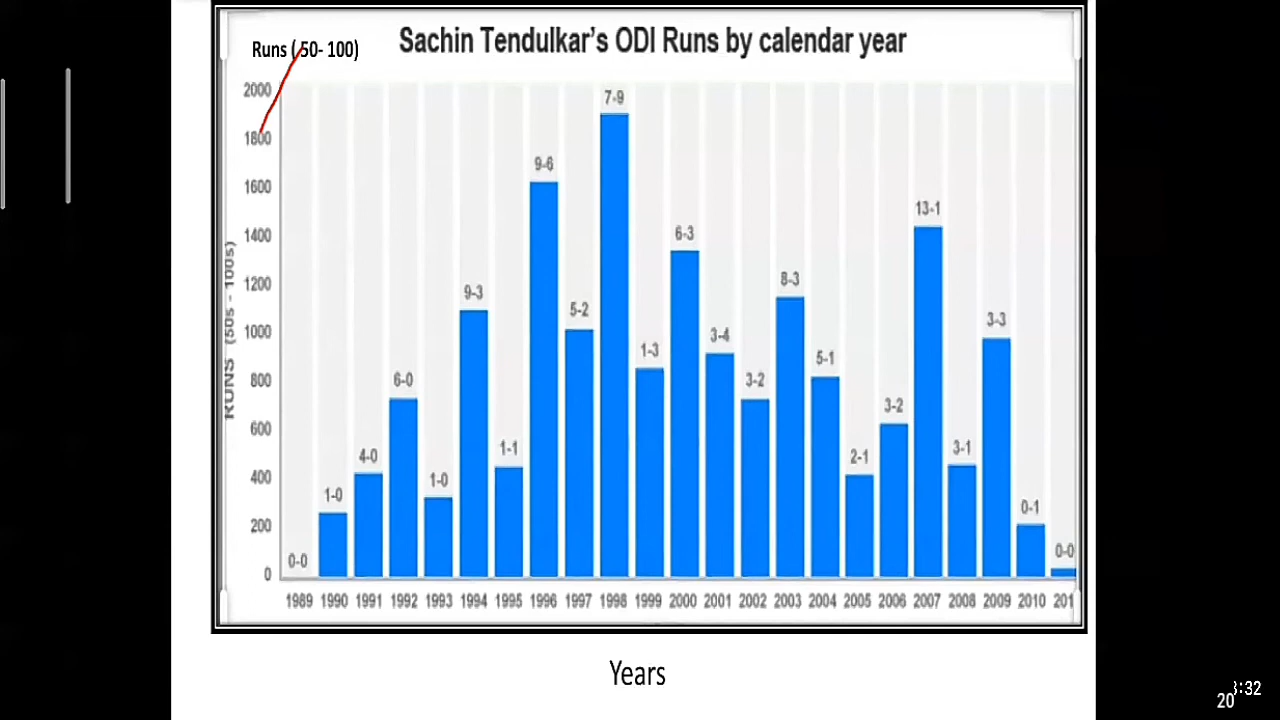 Sachin Tendulkar's ODI Runs by calendar year
Runs ( 50- 100)
RUNS (50s - 100s)
2000
1800
1600
1400
1200
1000
800
600
400
200
0
0-0 1-0 4-0 6-0 1-0 9-3 1-1 9-6 5-2 7-9 1-3 6-3 3-4 3-2 8-3 5-1 2-1 3-2 13-1 3-1 3-3 0-1 0-0
1989 1990 1991 1992 1993 1994 1995 1996 1997 1998 1999 2000 2001 2002 2003 2004 2005 2006 2007 2008 2009 2010 201
Years
:32
20